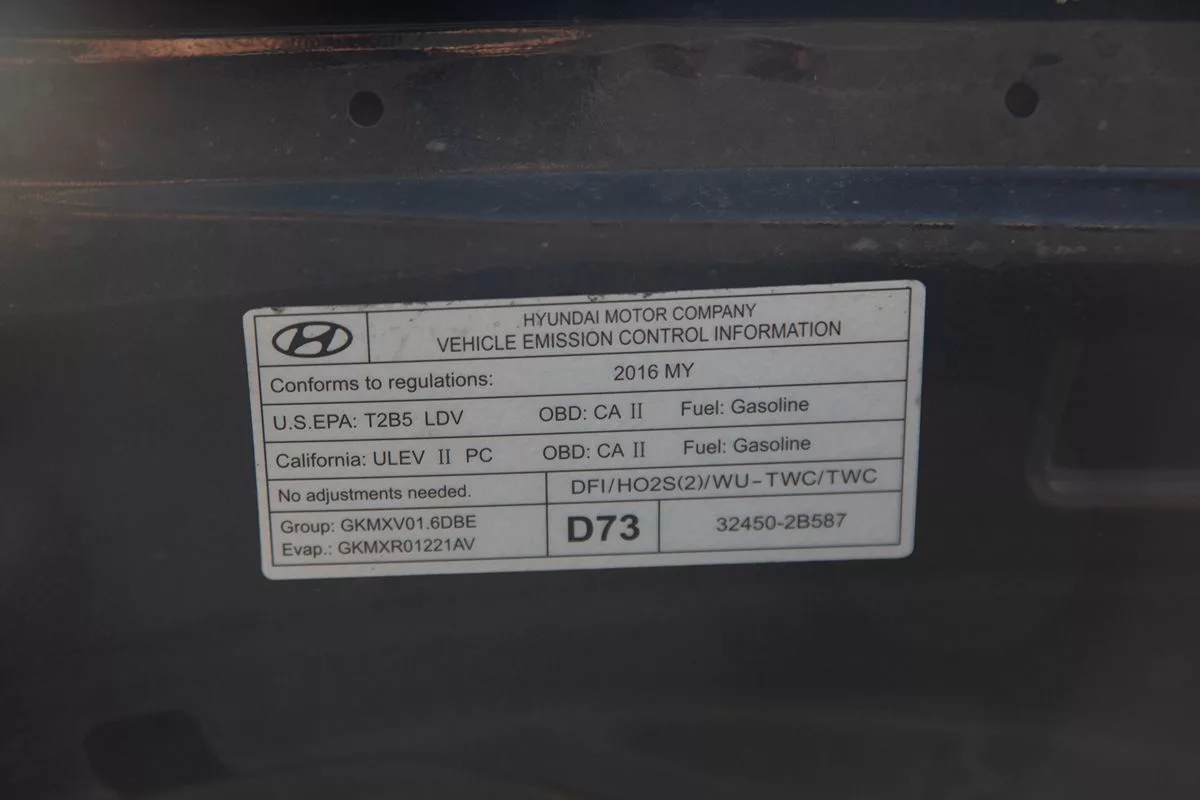 HYUNDAI MOTOR COMPANY
VEHICLE EMISSION CONTROL INFORMATION
Conforms to regulations: 2016 MY
U.S.EPA: T2B5 LDV OBD: CA II Fuel: Gasoline
California: ULEV II PC OBD: CA II Fuel: Gasoline
No adjustments needed. DFI/HO2S(2)/WU-TWC/TWC
Group: GKMXV01.6DBE
Evap.: GKMXR01221AV
D73 32450-2B587